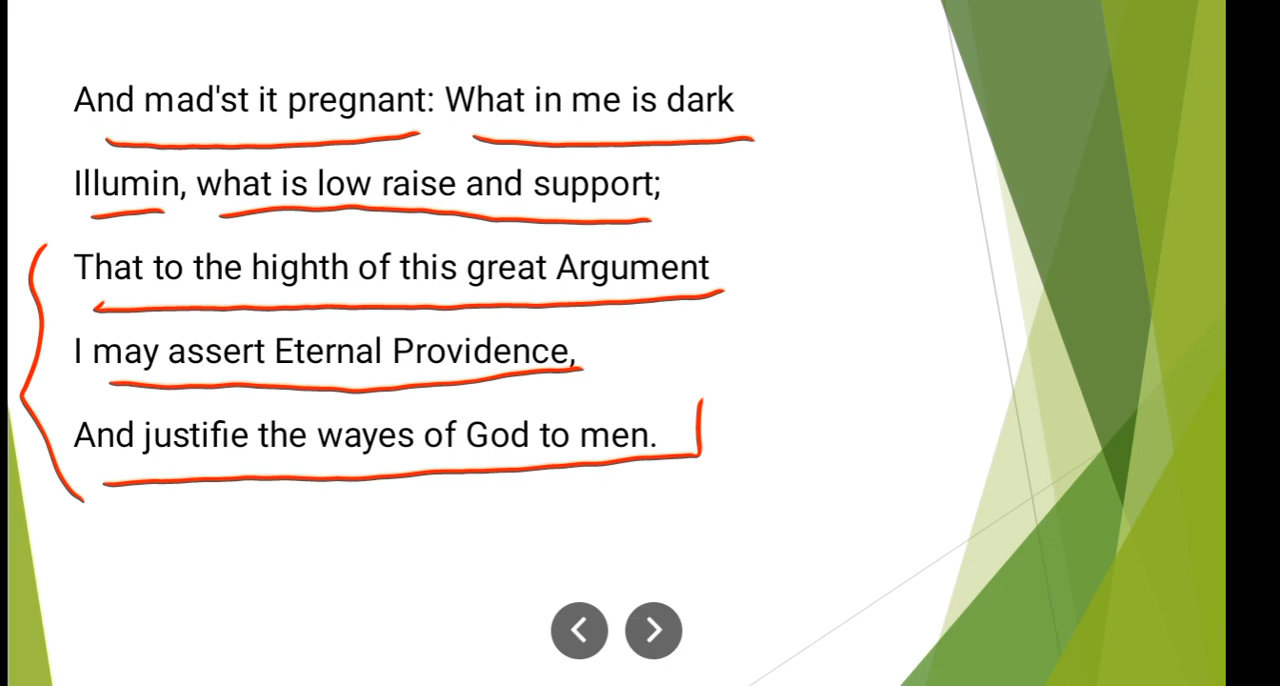 And mad'st it pregnant: What in me is dark
Illumin, what is low raise and support;
That to the highth of this great Argument
I may assert Eternal Providence,
And justifie the wayes of God to men.